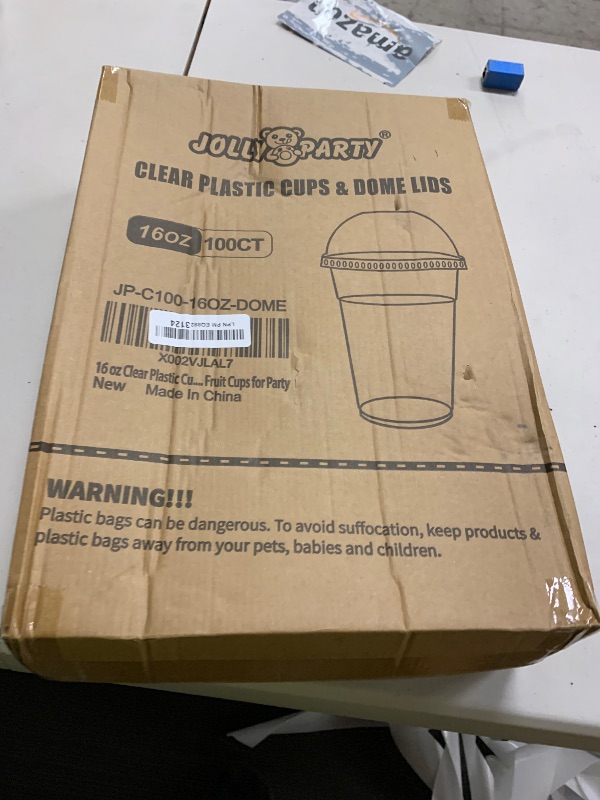 amazon
JOLLY PARTY®
CLEAR PLASTIC CUPS & DOME LIDS
16OZ 100CT
JP-C100-16OZ-DOME
3124
X002VJLAL7
16 oz Clear Plastic Cu.... Fruit Cups for Party
New Made In China
WARNING!!!
Plastic bags can be dangerous. To avoid suffocation, keep products &
plastic bags away from your pets, babies and children.